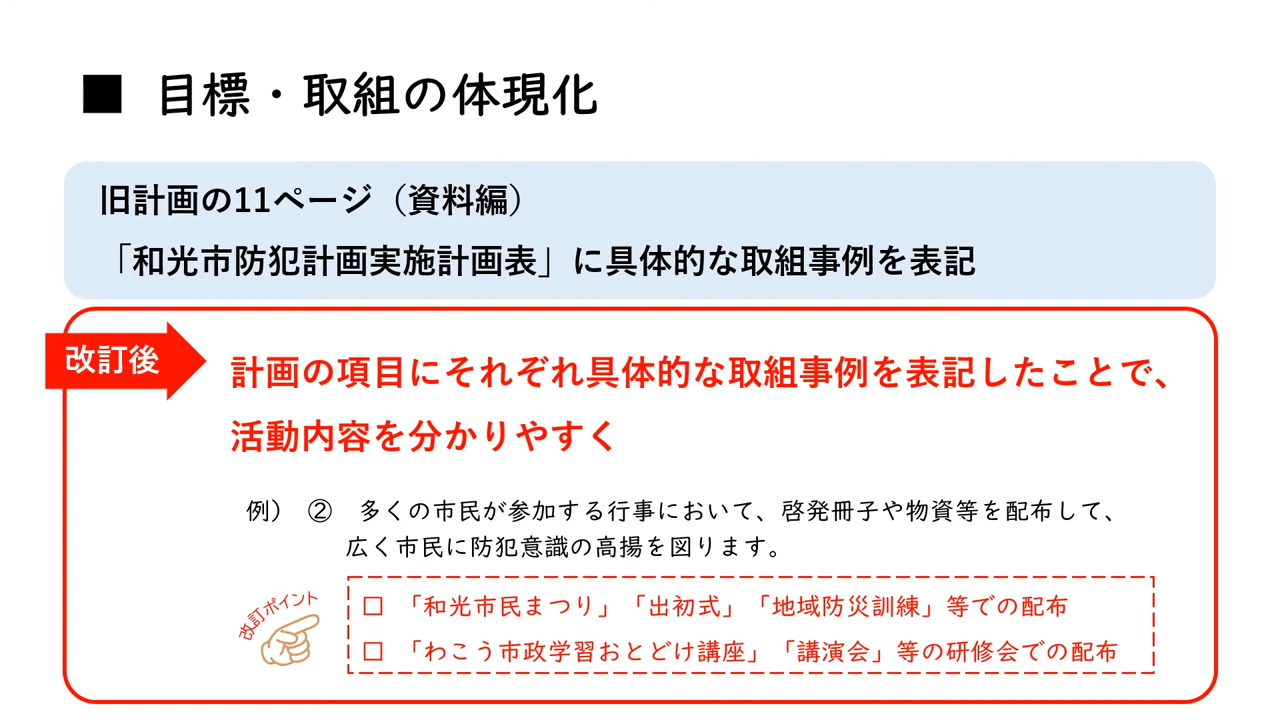 ■ 目標・取組の体現化
旧計画の11ページ（資料編）
「和光市防犯計画実施計画表」に具体的な取組事例を表記
改訂後
計画の項目にそれぞれ具体的な取組事例を表記したことで、
活動内容を分かりやすく
例） ② 多くの市民が参加する行事において、啓発冊子や物資等を配布して、
広く市民に防犯意識の高揚を図ります。
改訂ポイント
□ 「和光市民まつり」「出初式」「地域防災訓練」等での配布
□ 「わこう市政学習おとどけ講座」「講演会」等の研修会での配布